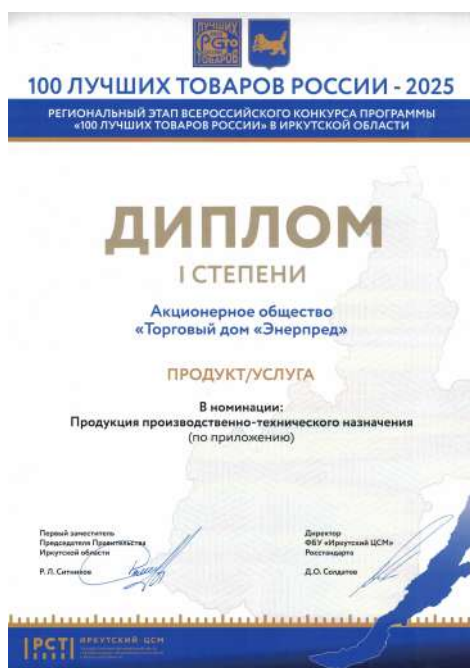 100 ЛУЧШИХ ТОВАРОВ РОССИИ - 2025
РЕГИОНАЛЬНЫЙ ЭТАП ВСЕРОССИЙСКОГО КОНКУРСА ПРОГРАММЫ
«100 ЛУЧШИХ ТОВАРОВ РОССИИ» В ИРКУТСКОЙ ОБЛАСТИ
ДИПЛОМ
I СТЕПЕНИ
Акционерное общество
«Торговый дом «Энерпред»
ПРОДУКТ/УСЛУГА
В номинации:
Продукция производственно-технического назначения
(по приложению)
Первый заместитель
Председателя Правительства
Иркутской области
Р. Л. Ситников
Директор
ФБУ «Иркутский ЦСМ»
Росстандарта
Д.О. Солдатов
РСТ
ИРКУТСКИЙ ЦСМ